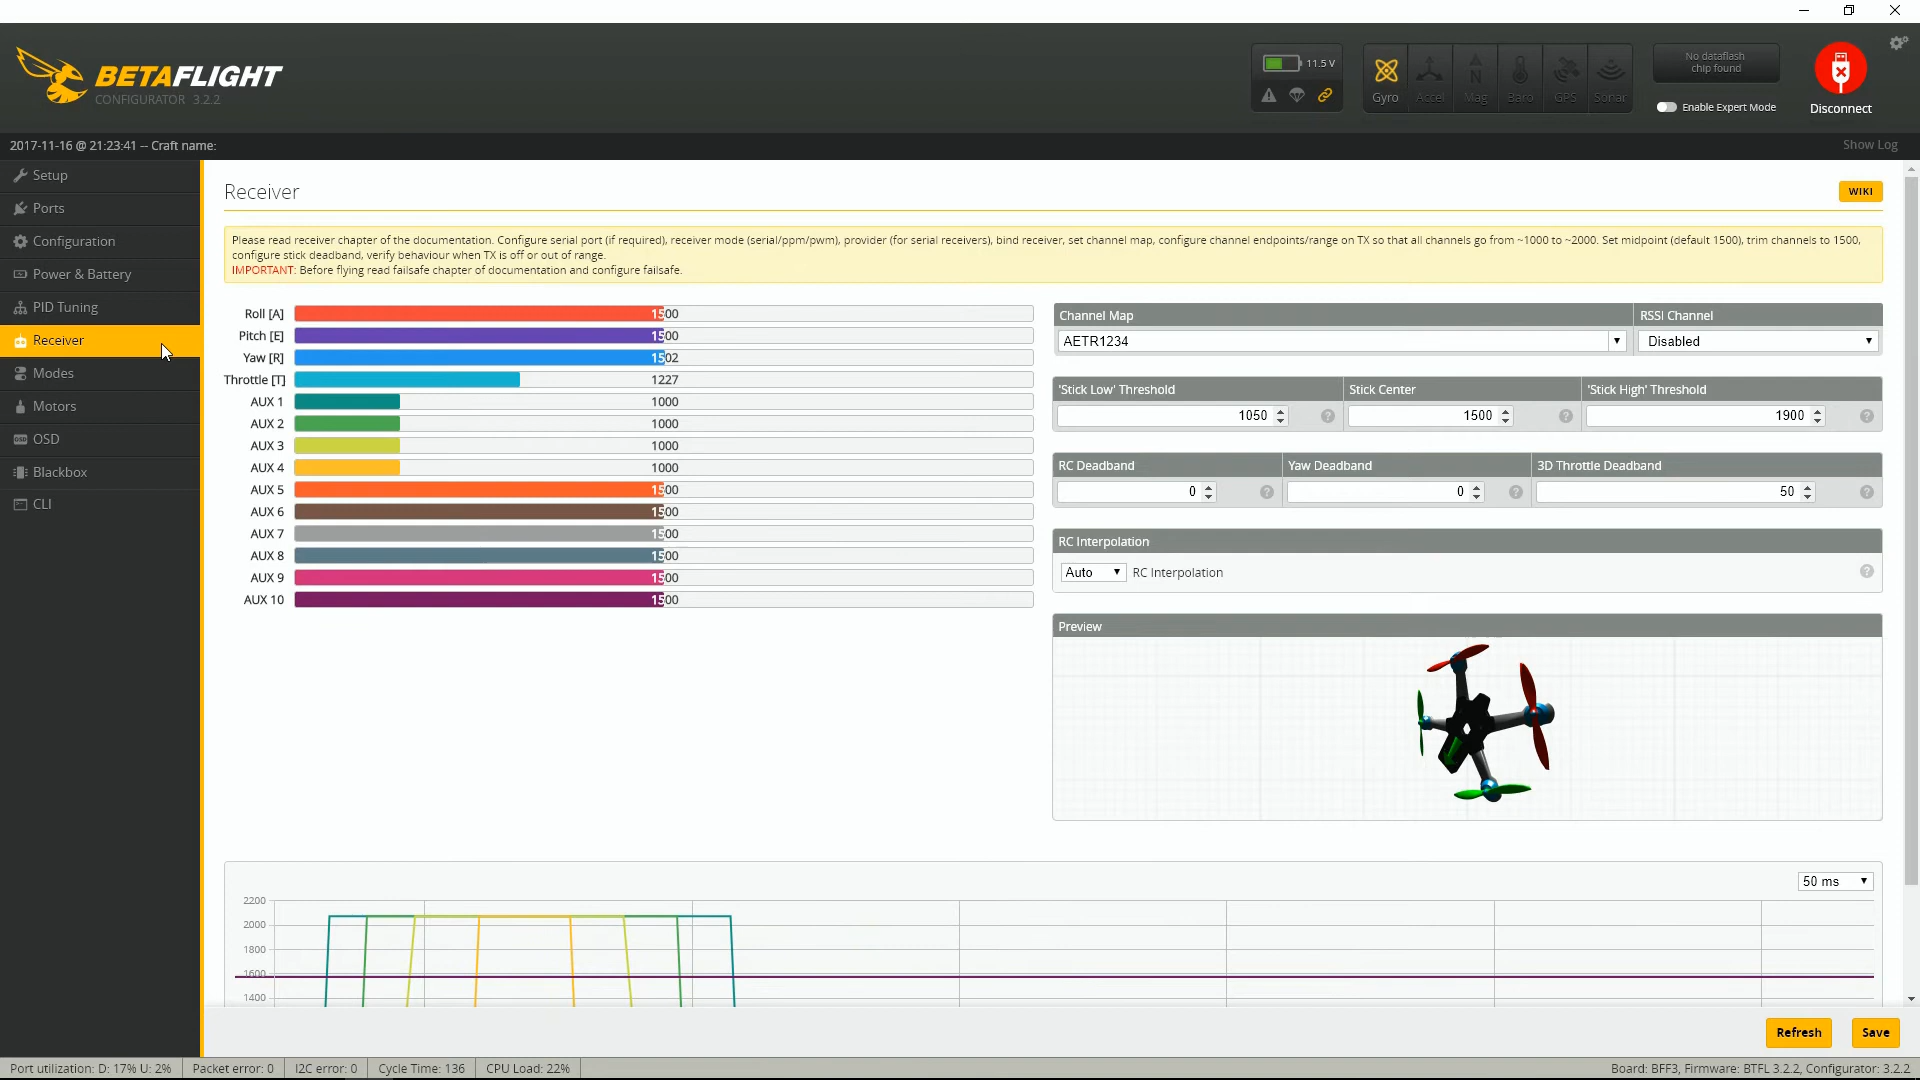 BETAFLIGHT
CONFIGURATOR 3.2.2
11.5 V
Gyro
Accel
Mag
Baro
GPS
Sonar
No dataflash
chip found
Enable Expert Mode
Disconnect
2017-11-16 @ 21:23:41 -- Craft name:
Show Log
Setup
Ports
Configuration
Power & Battery
PID Tuning
Receiver
Modes
Motors
OSD
Blackbox
CLI
Receiver
WIKI
Please read receiver chapter of the documentation. Configure serial port (if required), receiver mode (serial/ppm/pwm), provider (for serial receivers), bind receiver, set channel map, configure channel endpoints/range on TX so that all channels go from ~1000 to ~2000. Set midpoint (default 1500), trim channels to 1500,
configure stick deadband, verify behaviour when TX is off or out of range.
IMPORTANT: Before flying read failsafe chapter of documentation and configure failsafe.
Roll [A] 1500
Pitch [E] 1500
Yaw [R] 1502
Throttle [T] 1227
AUX 1 1000
AUX 2 1000
AUX 3 1000
AUX 4 1000
AUX 5 1500
AUX 6 1500
AUX 7 1500
AUX 8 1500
AUX 9 1500
AUX 10 1500
Channel Map RSSI Channel
AETR1234 Disabled
'Stick Low' Threshold Stick Center 'Stick High' Threshold
1050 1500 1900
RC Deadband Yaw Deadband 3D Throttle Deadband
0 0 50
RC Interpolation
Auto RC Interpolation
Preview
50 ms
2200
2000
1800
1600
1400
Refresh Save
Port utilization: D: 17% U: 2% Packet error: 0 I2C error: 0 Cycle Time: 136 CPU Load: 22% Board: BFF3, Firmware: BTFL 3.2.2, Configurator: 3.2.2